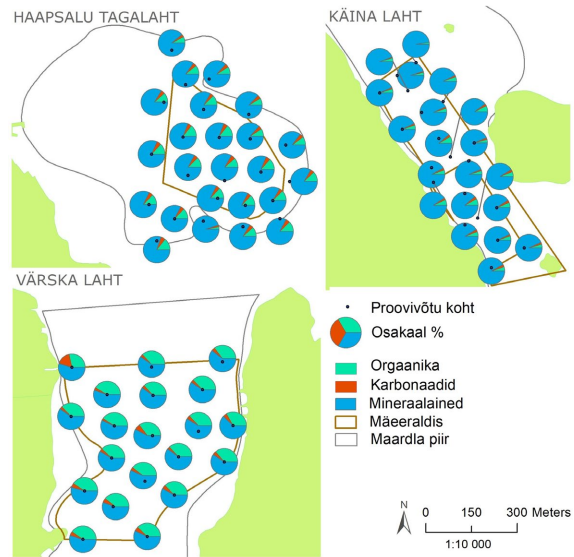 HAAPSALU TAGALAHT
KÄINA LAHT
VÄRSKA LAHT
Proovivõtu koht
Osakaal %
Orgaanika
Karbonaadid
Mineraalained
Mäeeraldis
Maardla piir
N
0 150 300 Meters
1:10 000